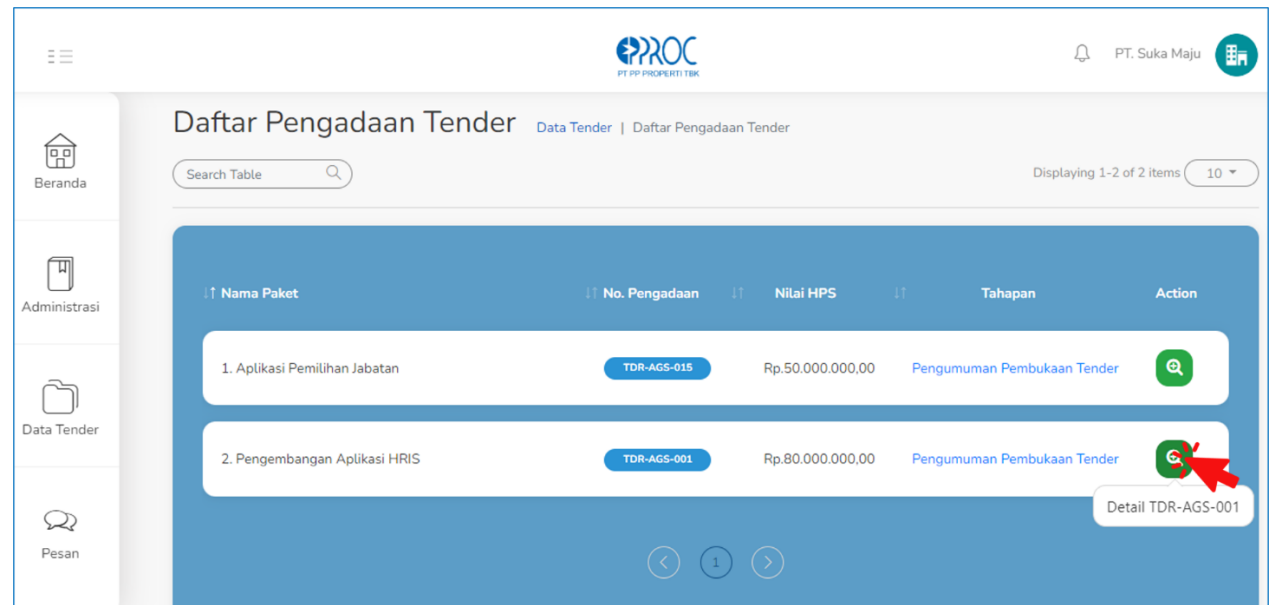 EPROC
PT PP PROPERTI TBK
PT. Suka Maju
Daftar Pengadaan Tender Data Tender | Daftar Pengadaan Tender
Search Table
Displaying 1-2 of 2 items 10
Beranda
Administrasi
Data Tender
Pesan
Nama Paket No. Pengadaan Nilai HPS Tahapan Action
1. Aplikasi Pemilihan Jabatan TDR-AGS-015 Rp.50.000.000,00 Pengumuman Pembukaan Tender
2. Pengembangan Aplikasi HRIS TDR-AGS-001 Rp.80.000.000,00 Pengumuman Pembukaan Tender
Detail TDR-AGS-001
1